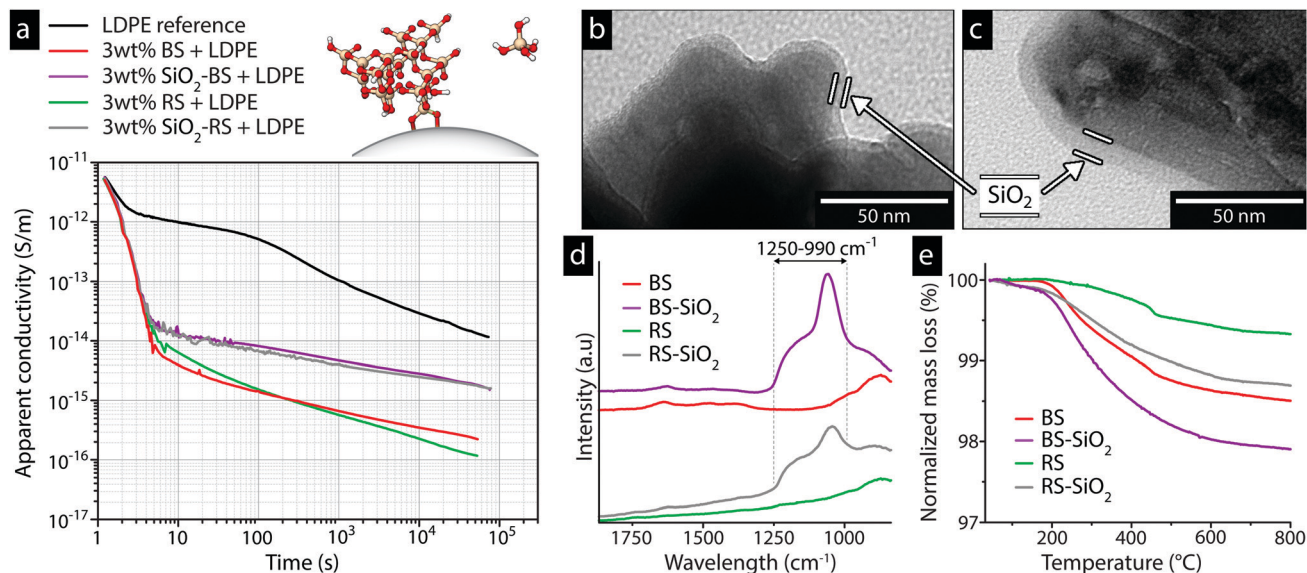 a
LDPE reference
3wt% BS + LDPE
3wt% SiO₂-BS + LDPE
3wt% RS + LDPE
3wt% SiO₂-RS + LDPE
Apparent conductivity (S/m)
10⁻¹¹
10⁻¹²
10⁻¹³
10⁻¹⁴
10⁻¹⁵
10⁻¹⁶
10⁻¹⁷
1 10 10² 10³ 10⁴ 10⁵
Time (s)
b
50 nm
c
SiO₂
50 nm
d
1250-990 cm⁻¹
BS
BS-SiO₂
RS
RS-SiO₂
Intensity (a.u)
1750 1500 1250 1000
Wavelength (cm⁻¹)
e
Normalized mass loss (%)
100
99
98
97
BS
BS-SiO₂
RS
RS-SiO₂
200 400 600 800
Temperature (°C)